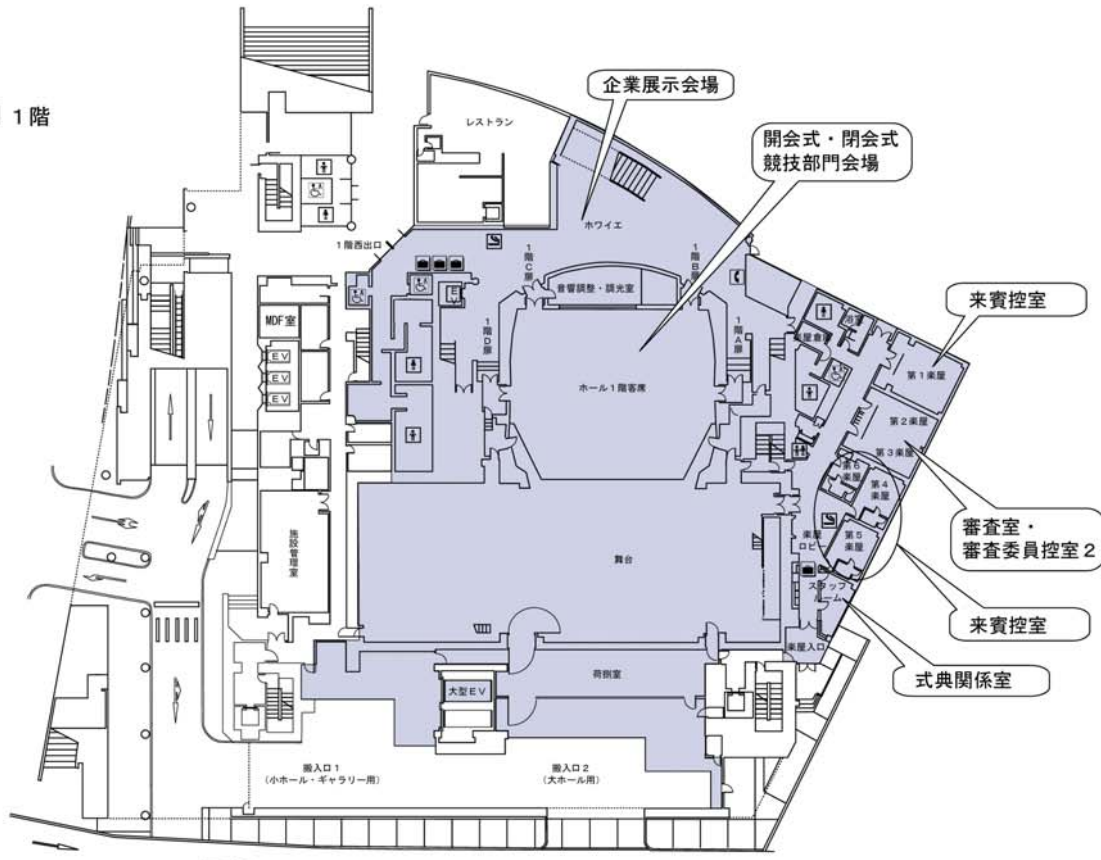 1階
企業展示会場
開会式・閉会式
競技部門会場
来賓控室
審査室・
審査委員控室2
来賓控室
式典関係室
レストラン
ホワイエ
1階西出口
1階C扉
1階B扉
音響調整・調光室
1階D扉
1階A扉
MDF室
EV
EV
EV
ホール1階客席
浴室
楽屋倉庫
第1楽屋
第2楽屋
第3楽屋
第6
楽屋
第4
楽屋
第5
楽屋
楽屋
ロビー
スタッフ
ルーム
楽屋入口
施設管理室
舞台
荷捌室
大型EV
搬入口1
(小ホール・ギャラリー用)
搬入口2
(大ホール用)